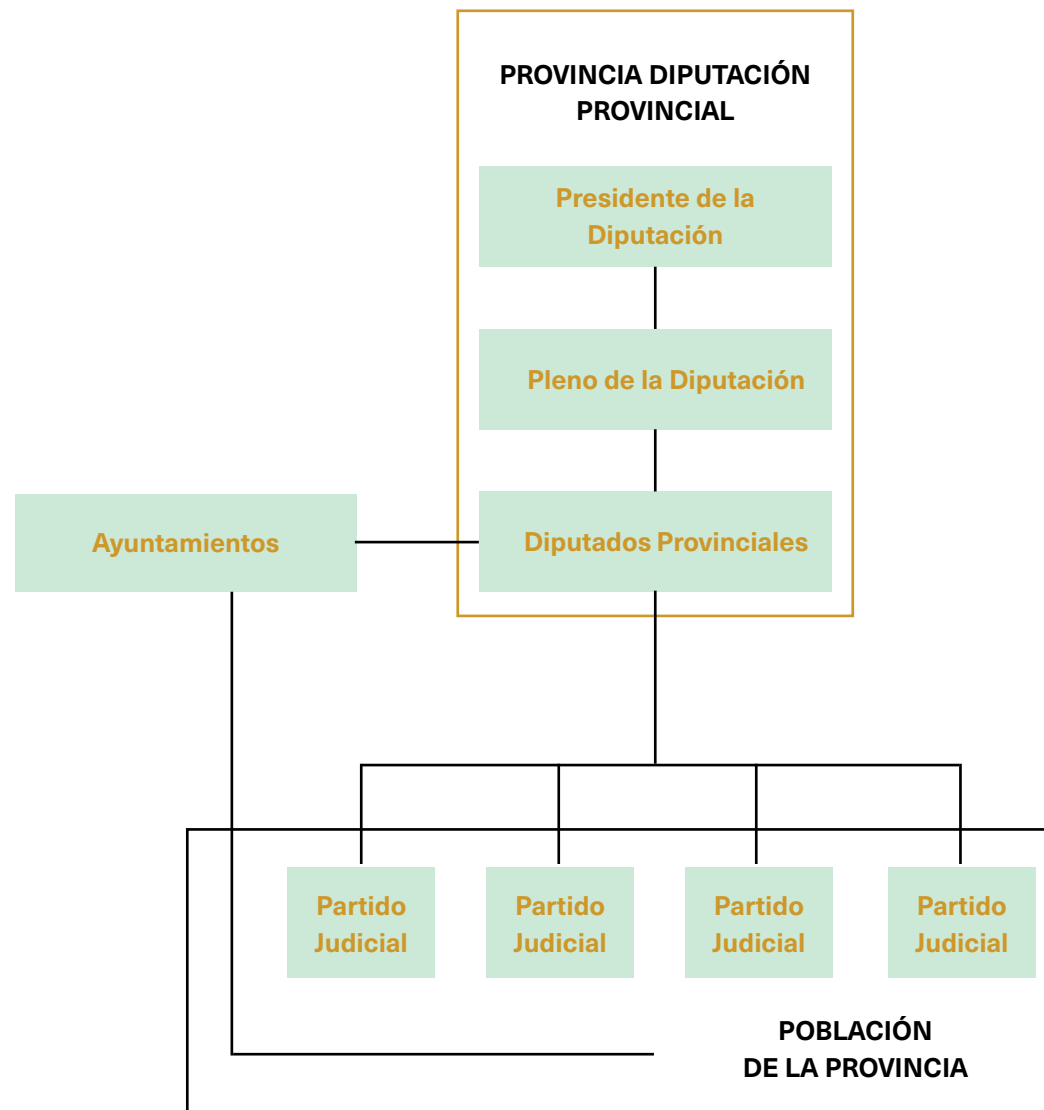 PROVINCIA DIPUTACIÓN
PROVINCIAL
Presidente de la
Diputación
Pleno de la Diputación
Ayuntamientos
Diputados Provinciales
Partido
Judicial
Partido
Judicial
Partido
Judicial
Partido
Judicial
POBLACIÓN
DE LA PROVINCIA